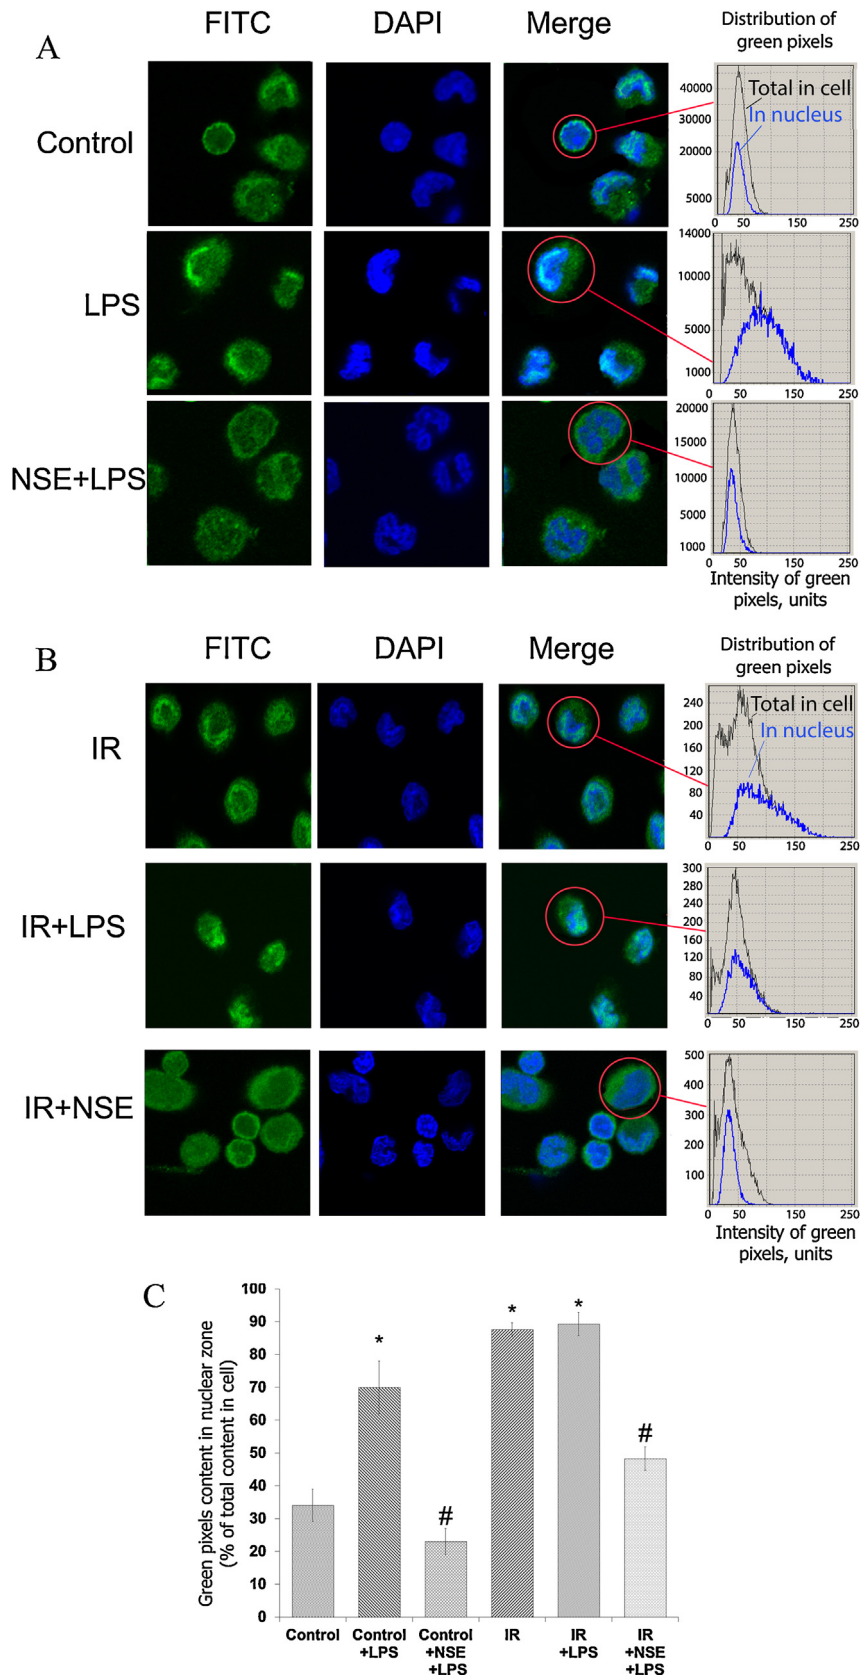 A
FITC
DAPI
Merge
Distribution of
green pixels
Control
40000
30000
20000
5000
Total in cell
In nucleus
0 50 150 250
LPS
14000
10000
5000
1000
0 50 150 250
NSE+LPS
20000
15000
10000
5000
1000
0 50 150 250
Intensity of green
pixels, units
B
FITC
DAPI
Merge
Distribution of
green pixels
IR
240
200
160
120
80
40
Total in cell
In nucleus
0 50 150 250
IR+LPS
300
280
240
200
160
120
80
40
0 50 150 250
IR+NSE
500
400
300
200
100
0 50 150 250
Intensity of green
pixels, units
C
Green pixels content in nuclear zone
(% of total content in cell)
100
90
80
70
60
50
40
30
20
10
0
*
#
*
*
#
Control
Control
+LPS
Control
+NSE
+LPS
IR
IR
+LPS
IR
+NSE
+LPS